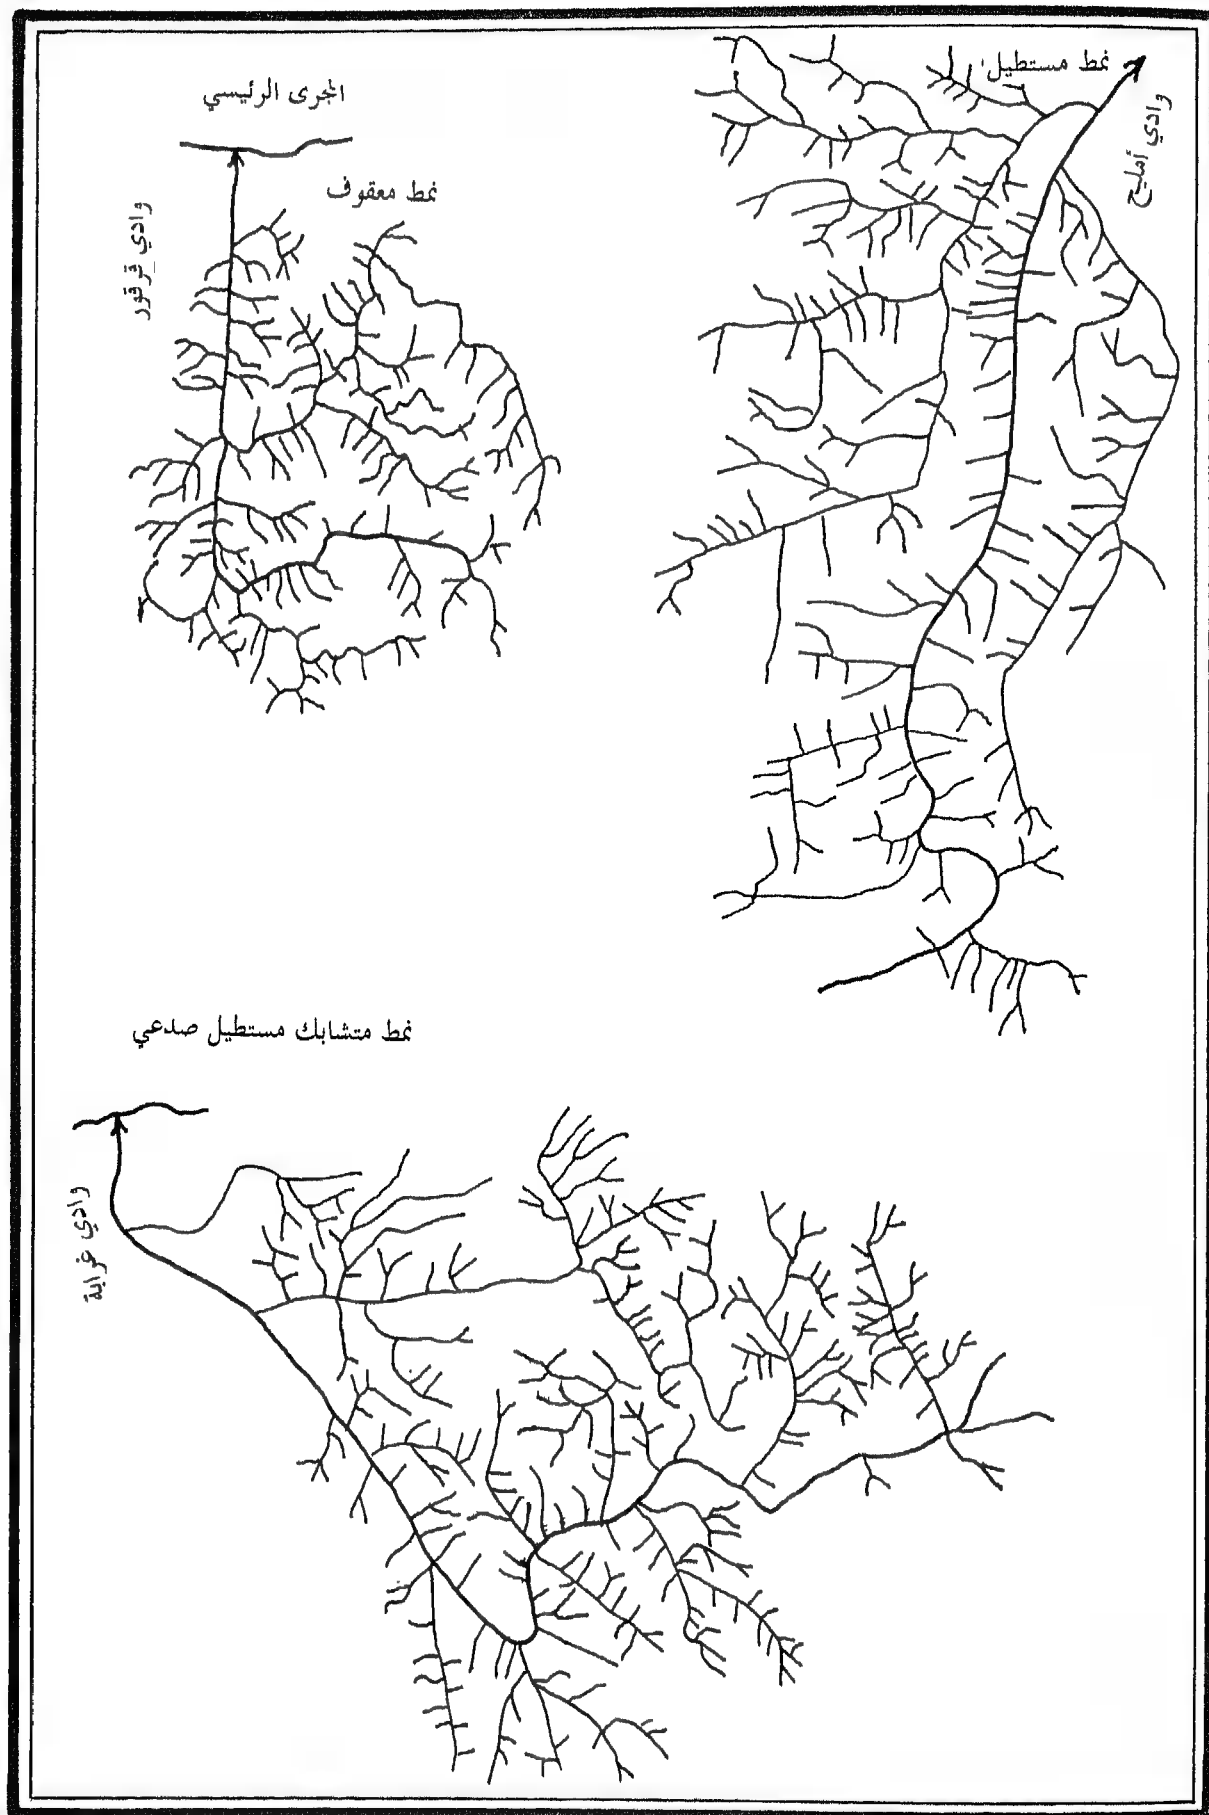 نمط مستطيل
وادي أمليح
المجرى الرئيسي
نمط معقوف
وادي قرقور
نمط متشابك مستطيل صدعي
وادي غرابة